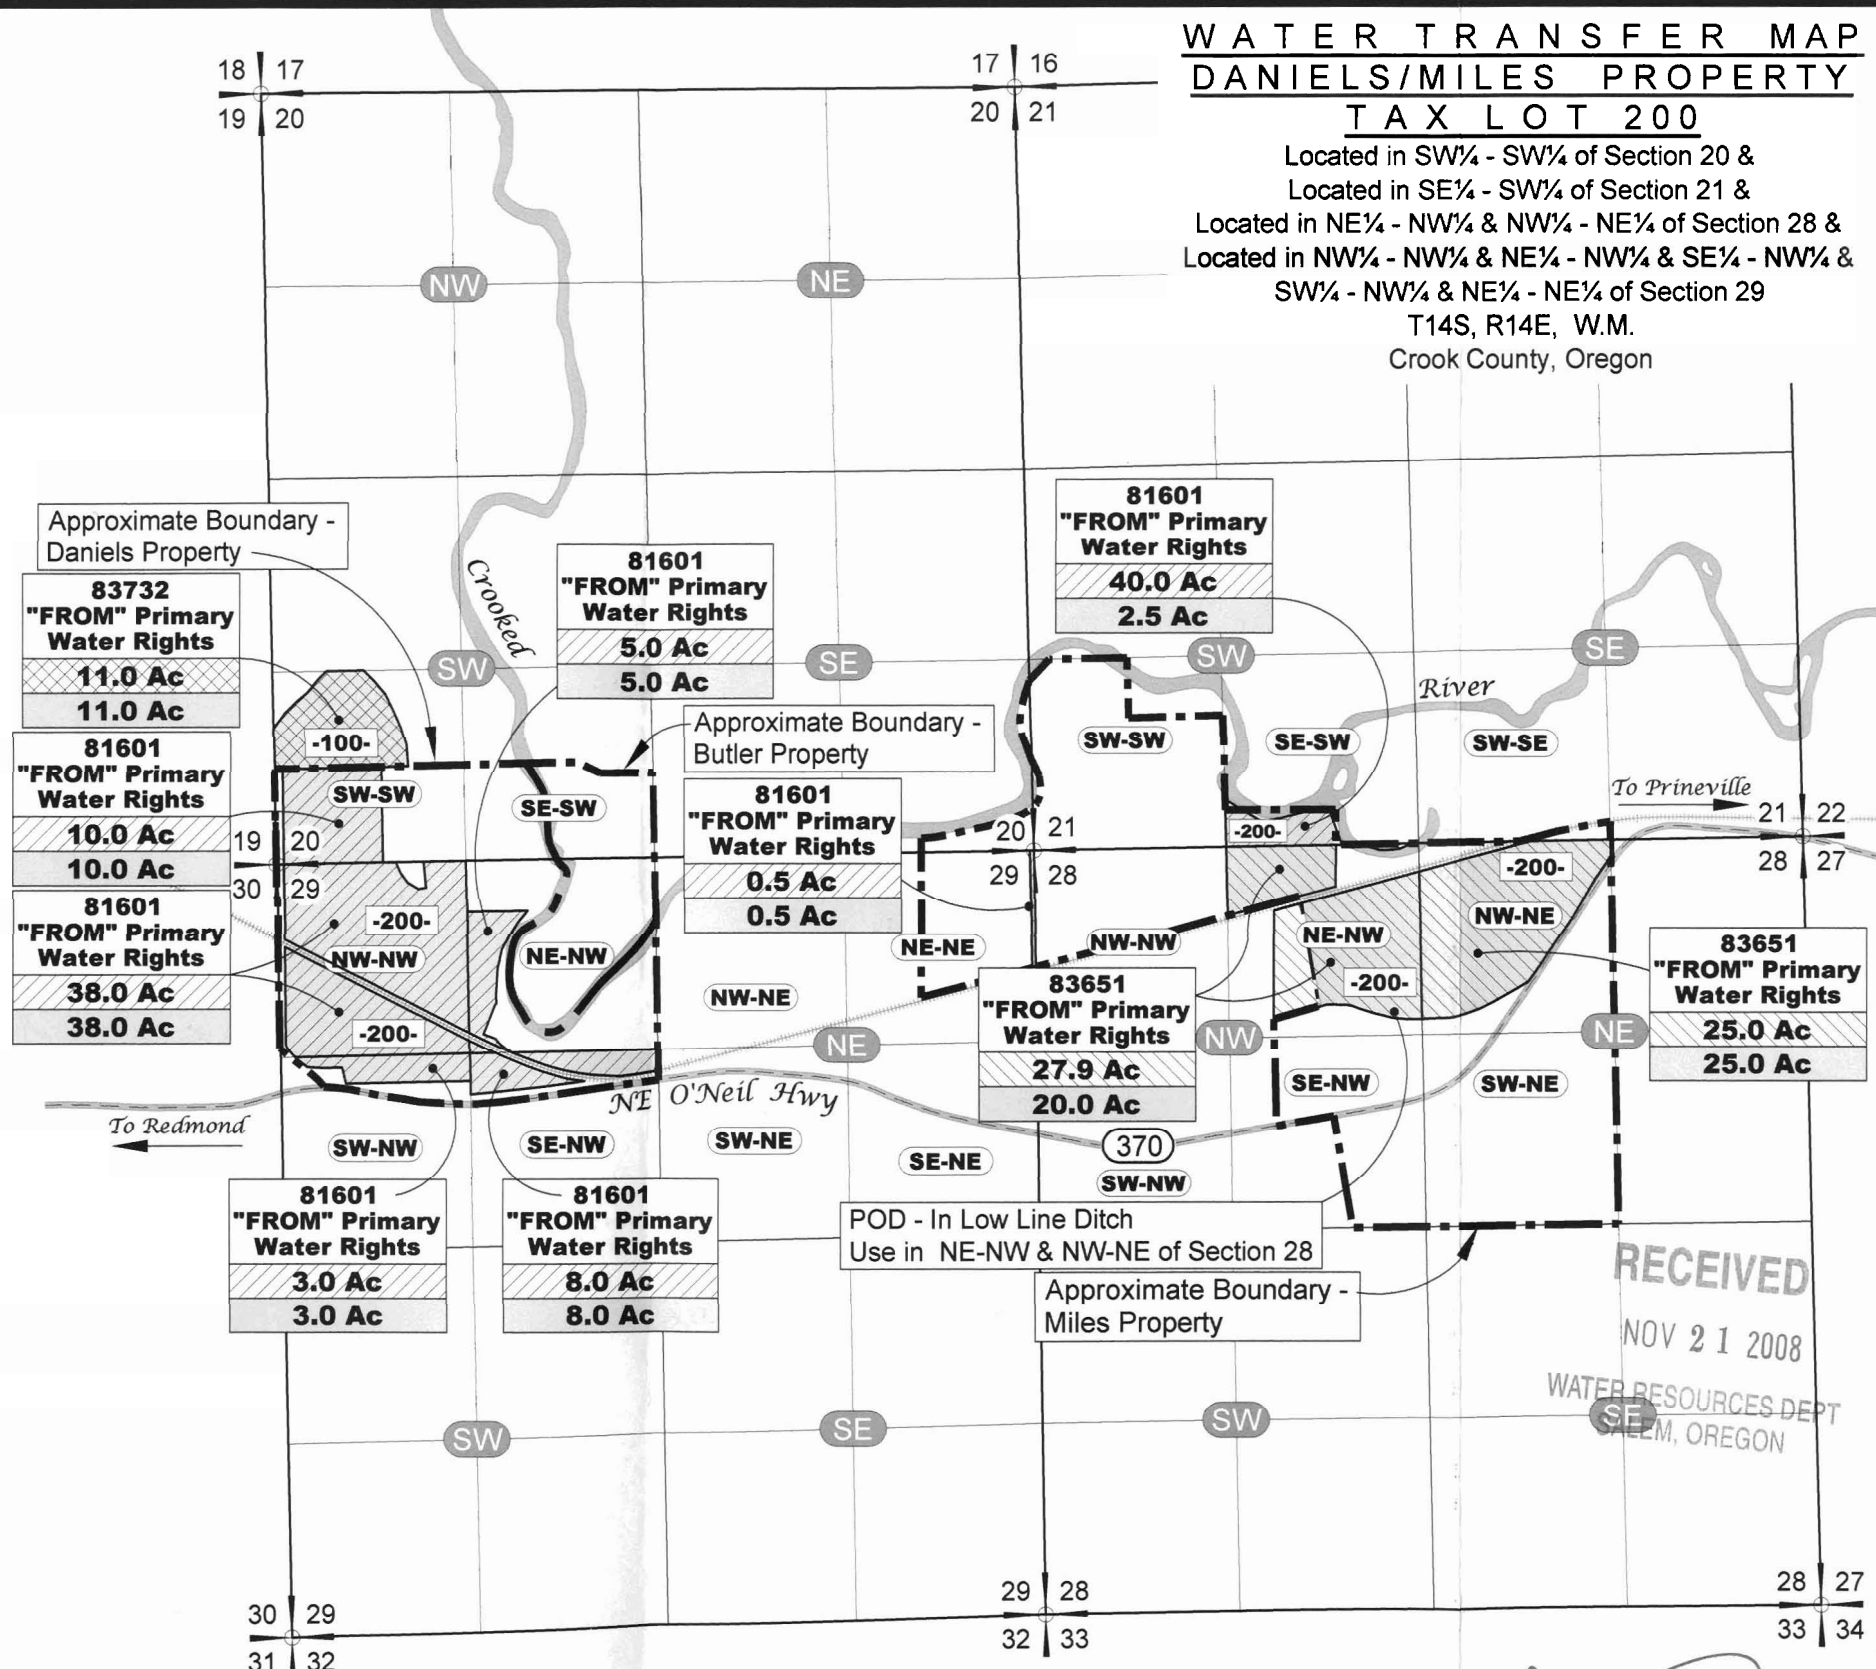 WATER TRANSFER MAP
DANIELS/MILES PROPERTY
TAX LOT 200
Located in SW¼ - SW¼ of Section 20 &
Located in SE¼ - SW¼ of Section 21 &
Located in NE¼ - NW¼ & NW¼ - NE¼ of Section 28 &
Located in NW¼ - NW¼ & NE¼ - NW¼ & SE¼ - NW¼ &
SW¼ - NW¼ & NE¼ - NE¼ of Section 29
T14S, R14E, W.M.
Crook County, Oregon
18 17
19 20
17 16
20 21
NW
NE
Approximate Boundary -
Daniels Property
83732
"FROM" Primary
Water Rights
11.0 Ac
11.0 Ac
81601
"FROM" Primary
Water Rights
10.0 Ac
10.0 Ac
81601
"FROM" Primary
Water Rights
38.0 Ac
38.0 Ac
Crooked
81601
"FROM" Primary
Water Rights
5.0 Ac
5.0 Ac
81601
"FROM" Primary
Water Rights
40.0 Ac
2.5 Ac
SW
SE
SW
SE
River
Approximate Boundary -
Butler Property
81601
"FROM" Primary
Water Rights
0.5 Ac
0.5 Ac
-100-
SW-SW
SE-SW
SW-SW
SE-SW
SW-SE
To Prineville
19 20
30 29
20 21
29 28
21 22
28 27
-200-
-200-
-200-
NW-NW
NE-NW
NE-NE
NW-NW
NE-NW
NW-NE
-200-
-200-
NW-NE
NE
NW
NE
83651
"FROM" Primary
Water Rights
27.9 Ac
20.0 Ac
83651
"FROM" Primary
Water Rights
25.0 Ac
25.0 Ac
SE-NW
SW-NE
NE O'Neil Hwy
To Redmond
SW-NW
SE-NW
SW-NE
SE-NE
370
SW-NW
81601
"FROM" Primary
Water Rights
3.0 Ac
3.0 Ac
81601
"FROM" Primary
Water Rights
8.0 Ac
8.0 Ac
POD - In Low Line Ditch
Use in NE-NW & NW-NE of Section 28
Approximate Boundary -
Miles Property
RECEIVED
NOV 21 2008
WATER RESOURCES DEPT
SALEM, OREGON
SW
SE
SW
SE
30 29
31 32
29 28
32 33
28 27
33 34